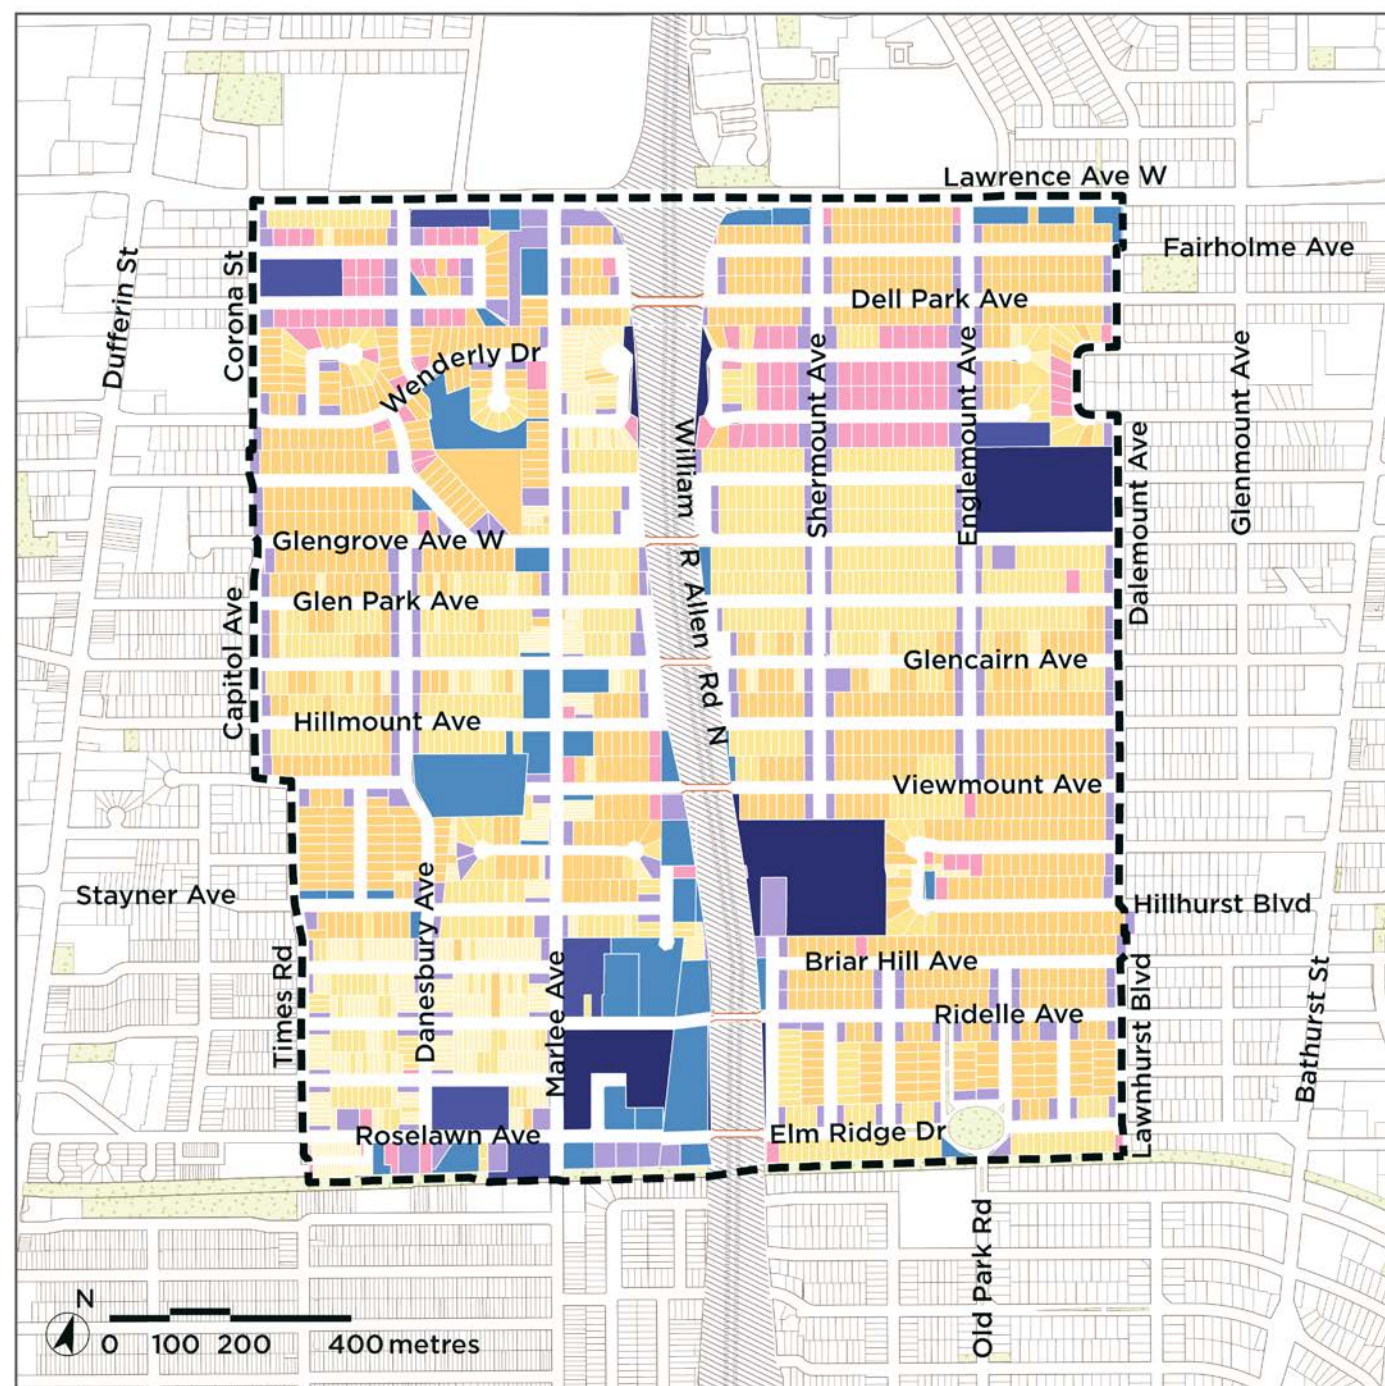 Lawrence Ave W
Fairholme Ave
Dufferin St
Corona St
Dell Park Ave
Wenderly Dr
Shermount Ave
Englemount Ave
Glenmount Ave
Dalemount Ave
William R Allen Rd N
Glengrove Ave W
Glen Park Ave
Capitol Ave
Glencairn Ave
Hillmount Ave
Viewmount Ave
Stayner Ave
Danesbury Ave
Hillhurst Blvd
Times Rd
Marlee Ave
Briar Hill Ave
Ridelle Ave
Lawnhurst Blvd
Bathurst St
Roselawn Ave
Elm Ridge Dr
Old Park Rd
N
0 100 200 400 metres